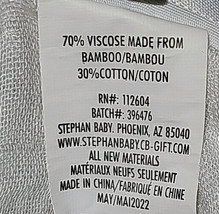 70% VISCOSE MADE FROM
BAMBOO/BAMBOU
30%COTTON/COTON
RN#: 112604
BATCH#: 396476
STEPHAN BABY. PHOENIX, AZ 85040
WWW.STEPHANBABY.CB-GIFT.COM
ALL NEW MATERIALS
MATÉRIAUX NEUFS SEULEMENT
MADE IN CHINA/FABRIQUÉ EN CHINE
MAY/MAI2022